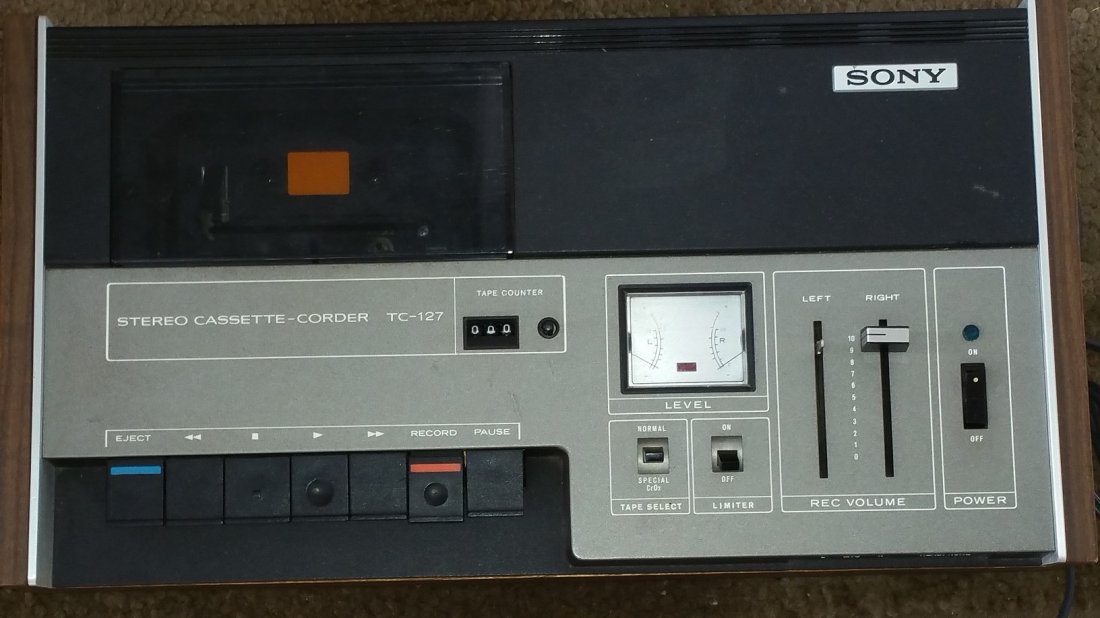 SONY
STEREO CASSETTE-CORDER TC-127
TAPE COUNTER
000
L R
LEVEL
LEFT RIGHT
10
9
8
7
6
5
4
3
2
1
0
REC VOLUME
ON
OFF
POWER
NORMAL
SPECIAL
CrO₂
TAPE SELECT
ON
OFF
LIMITER
EJECT ◀◀ ■ ▶ ▶▶ RECORD PAUSE